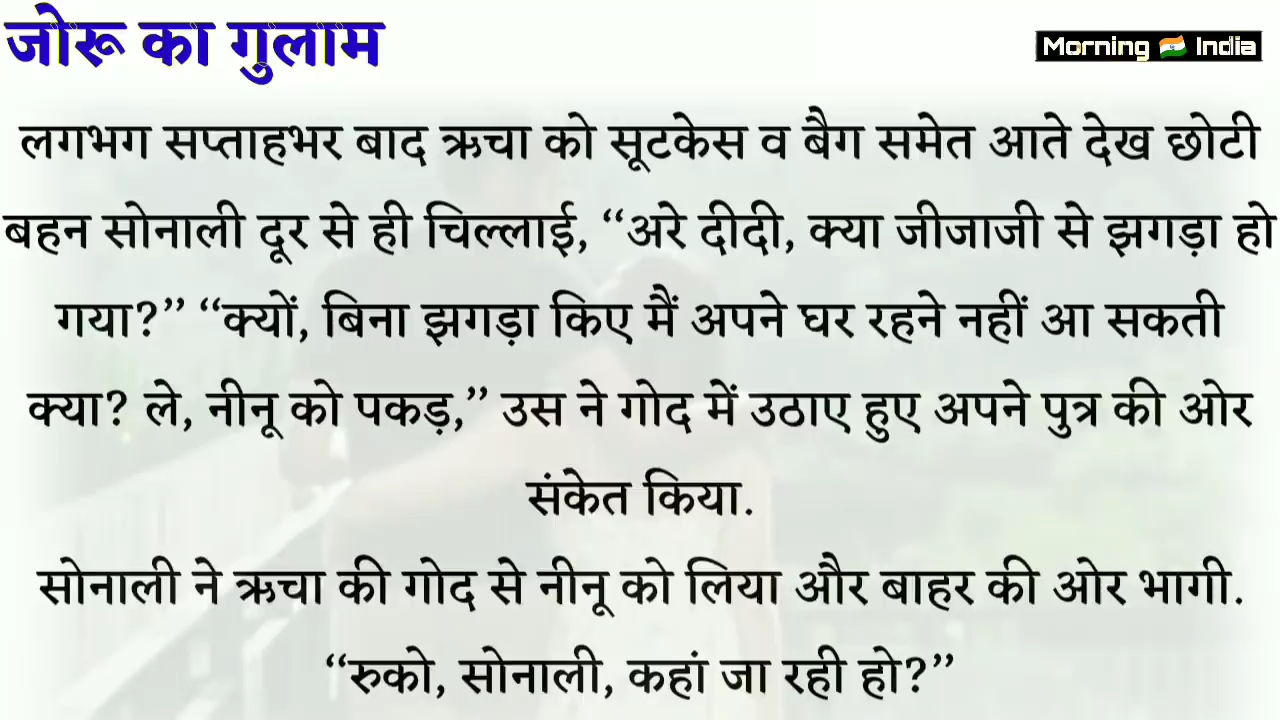 जोरू का गुलाम
Morning India
लगभग सप्ताहभर बाद ऋचा को सूटकेस व बैग समेत आते देख छोटी
बहन सोनाली दूर से ही चिल्लाई, “अरे दीदी, क्या जीजाजी से झगड़ा हो
गया?” “क्यों, बिना झगड़ा किए मैं अपने घर रहने नहीं आ सकती
क्या? ले, नीनू को पकड़,” उस ने गोद में उठाए हुए अपने पुत्र की ओर
संकेत किया.
सोनाली ने ऋचा की गोद से नीनू को लिया और बाहर की ओर भागी.
“रुको, सोनाली, कहां जा रही हो?”